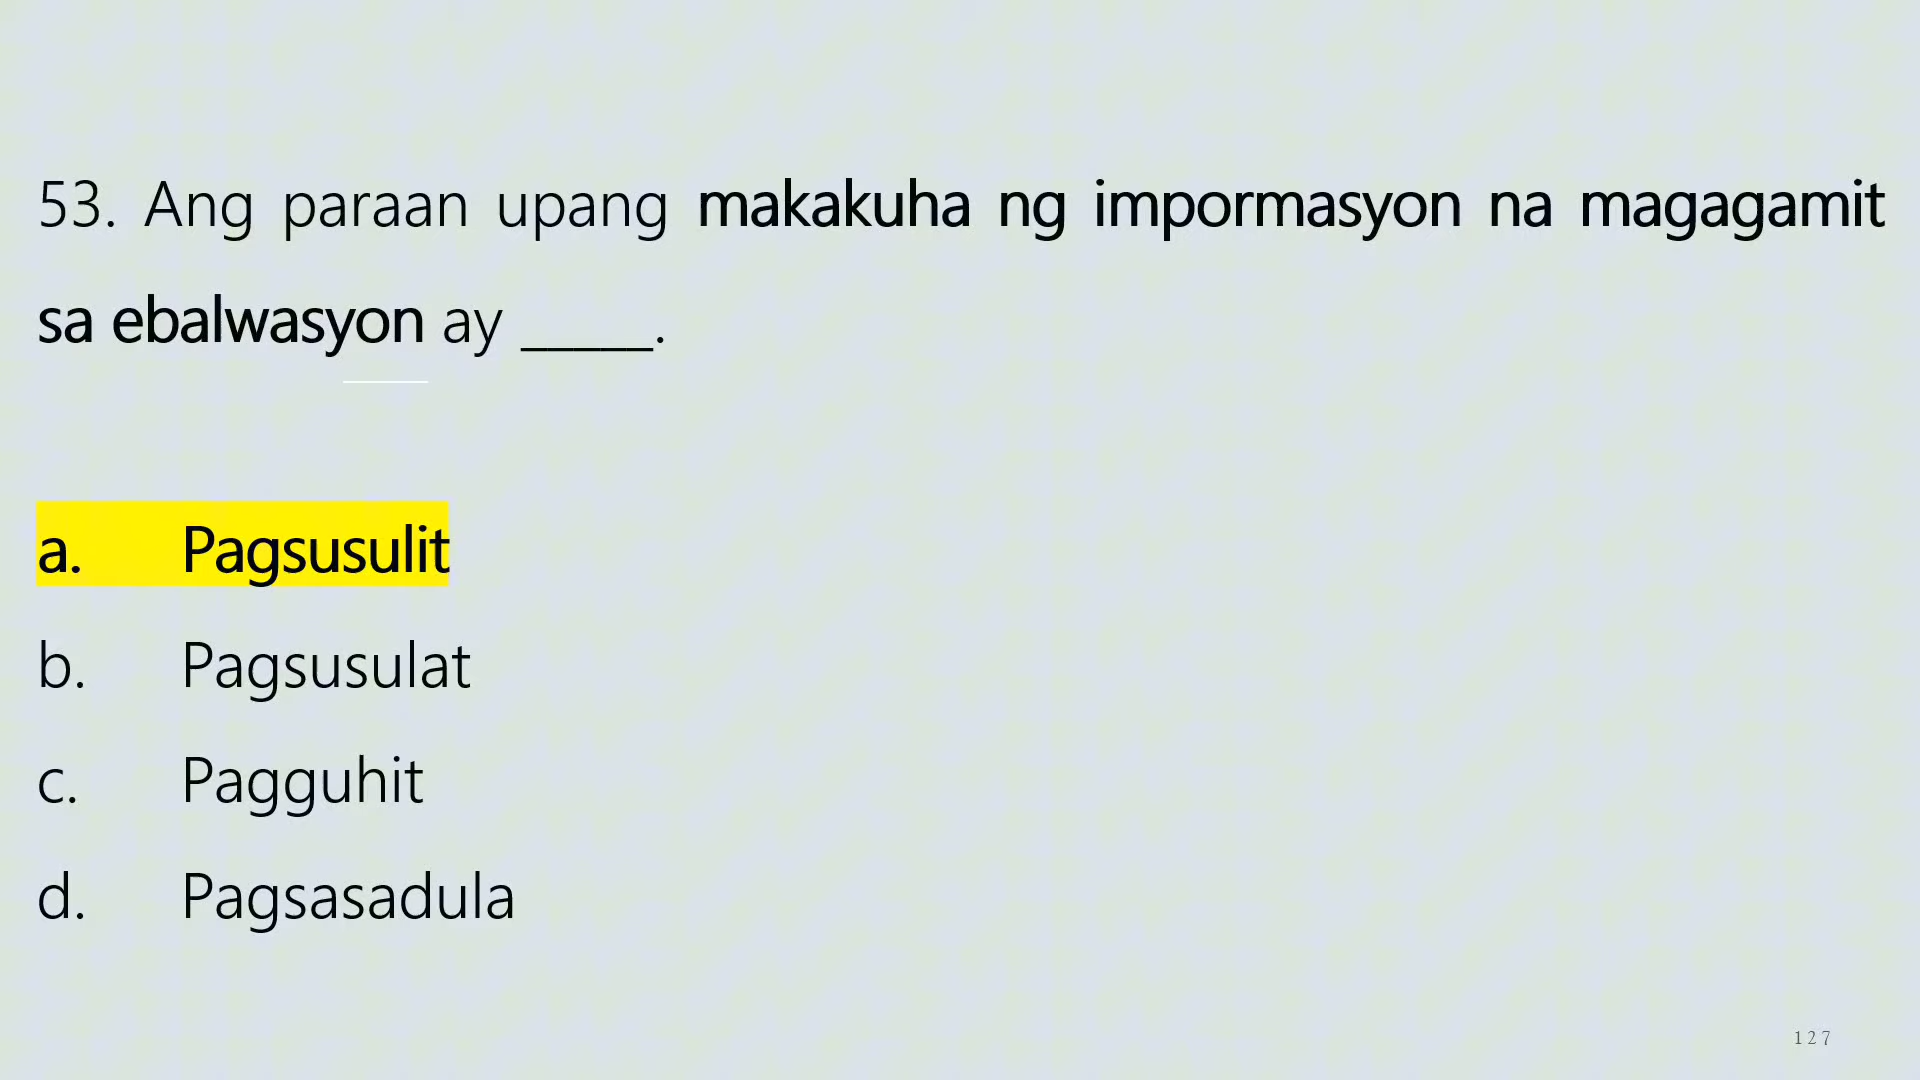 53. Ang paraan upang makakuha ng impormasyon na magagamit
sa ebalwasyon ay _____.
a. Pagsusulit
b. Pagsusulat
c. Pagguhit
d. Pagsasadula
127